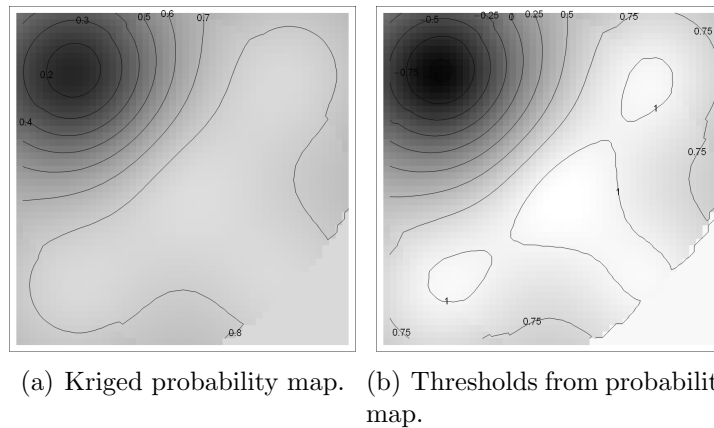 0.3 0.5 0.6 0.7
0.2
0.4
0.8
-0.5 -0.25 0 0.25 0.5 0.75
0.75
-0.75
1
0.75
1
1
0.75
0.75
(a) Kriged probability map.
(b) Thresholds from probabilit
map.